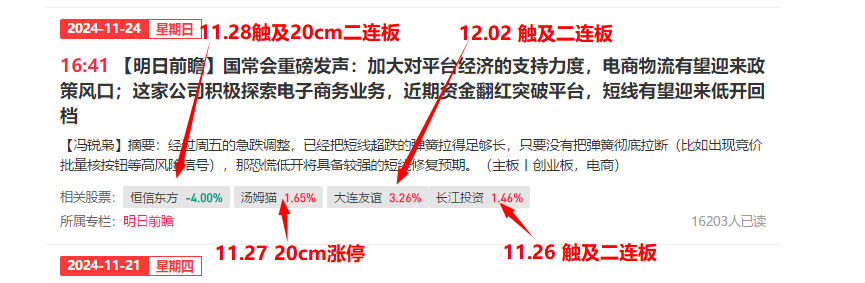 2024-11-24 星期日
11.28触及20cm二连板
12.02 触及二连板
16:41 【明日前瞻】国常会重磅发声：加大对平台经济的支持力度，电商物流有望迎来政
策风口；这家公司积极探索电子商务业务，近期资金翻红突破平台，短线有望迎来低开回
档
【冯锐枭】摘要：经过周五的急跌调整，已经把短线超跌的弹簧拉得足够长，只要没有把弹簧彻底拉断（比如出现竞价
批量核按钮等高风险信号），那恐慌低开将具备较强的短线修复预期。（主板丨创业板，电商）
相关股票： 恒信东方 -4.00% 汤姆猫 1.65% 大连友谊 3.26% 长江投资 1.46%
所属专栏： 明日前瞻 16203人已读
11.27 20cm涨停
11.26 触及二连板
2024-11-21 星期四